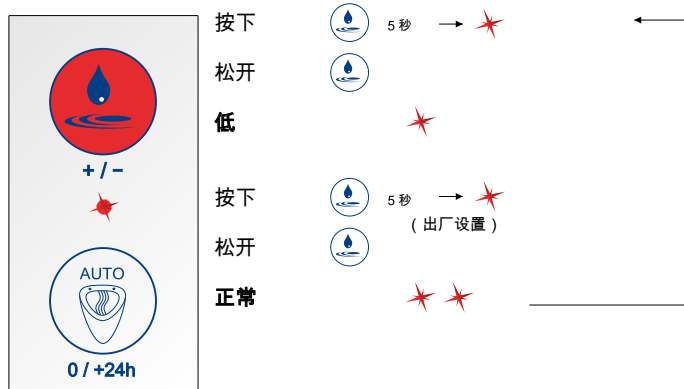 按下 5 秒
松开
低
+ / −
按下 5 秒
(出厂设置)
松开
AUTO
正常
0 / +24h